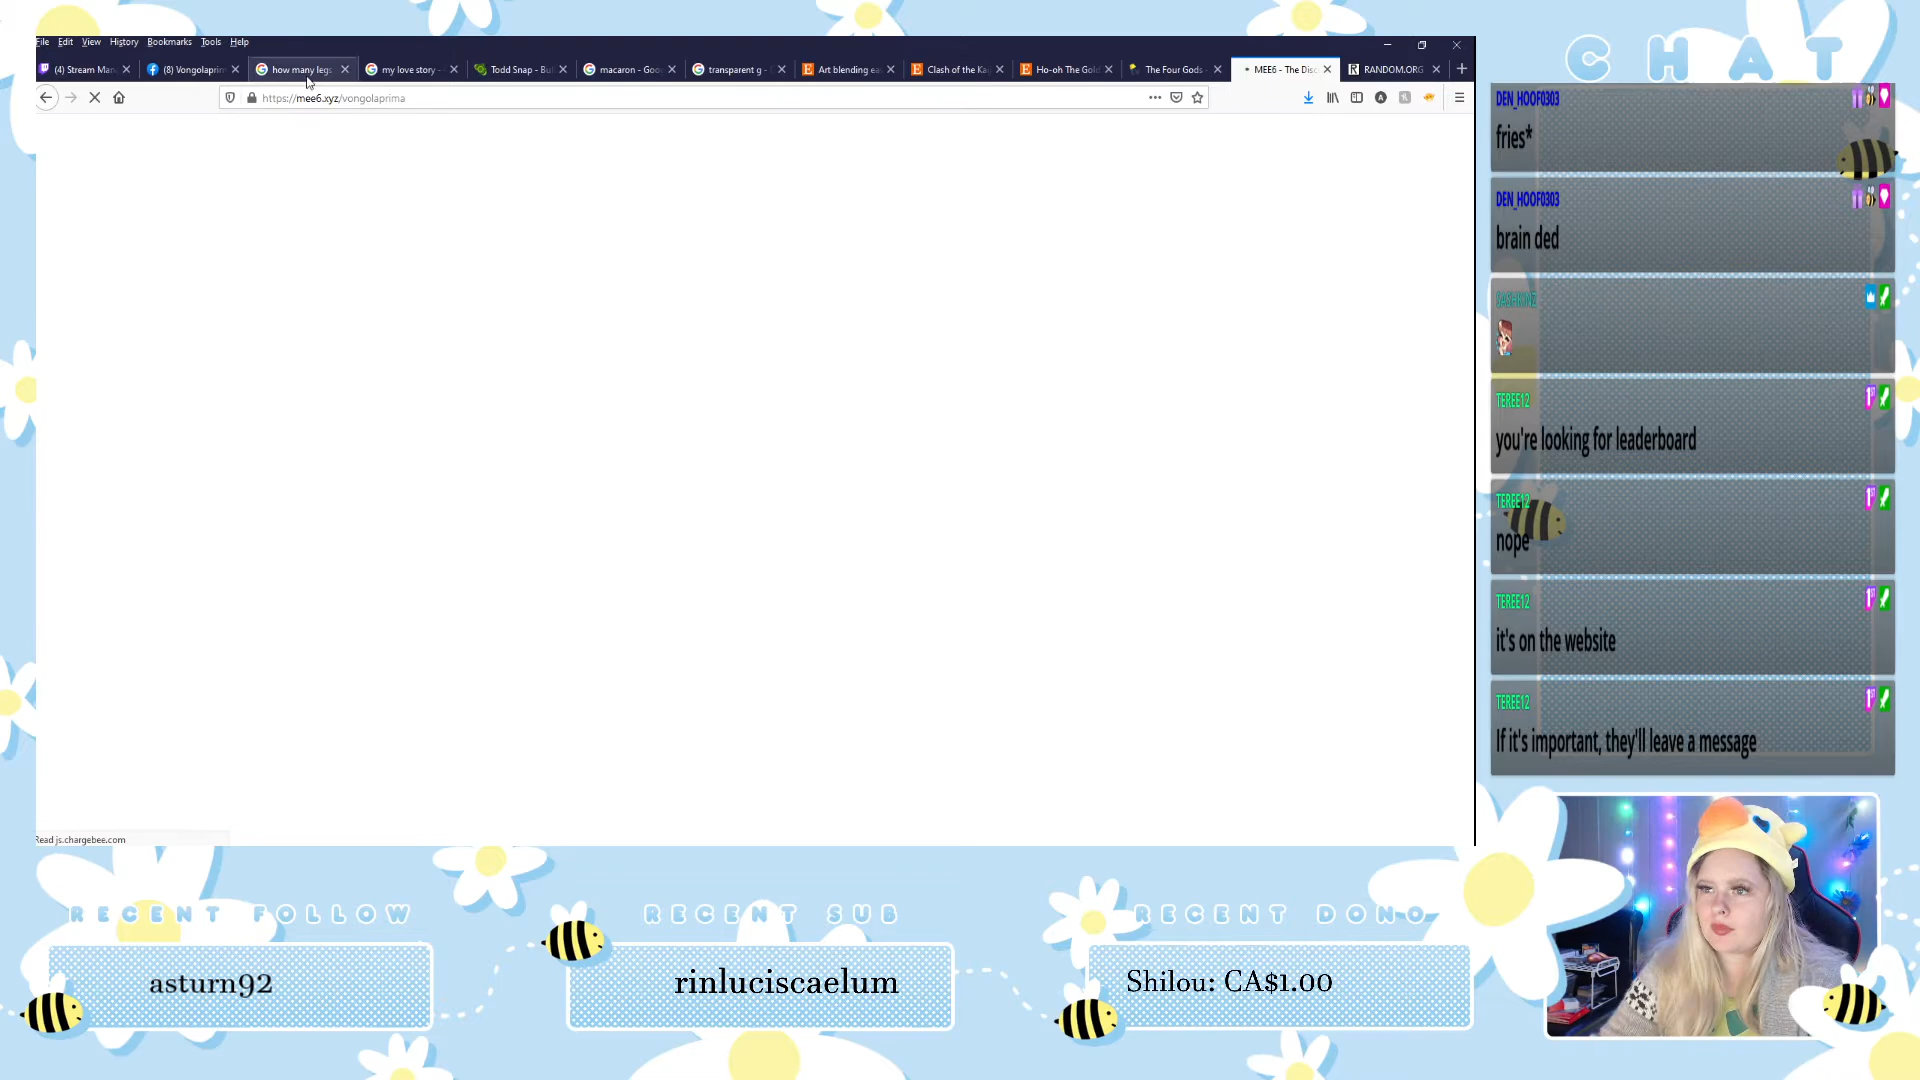 File Edit View History Bookmarks Tools Help
(4) Stream Man
(8) Vongolaprim
how many legs
my love story -
Todd Snap - Bul
macaron - Goo
transparent g -
Art blending ea
Clash of the Kai
Ho-oh The Gold
The Four Gods -
MEE6 - The Disc
RANDOM.ORG
https://mee6.xyz/vongolaprima
Read js.chargebee.com
CHAT
DEN_HOOF0303
fries*
DEN_HOOF0303
brain ded
TEREE12
you're looking for leaderboard
TEREE12
nope
TEREE12
it's on the website
TEREE12
If it's important, they'll leave a message
RECENT FOLLOW
asturn92
RECENT SUB
rinluciscaelum
RECENT DONO
Shilou: CA$1.00